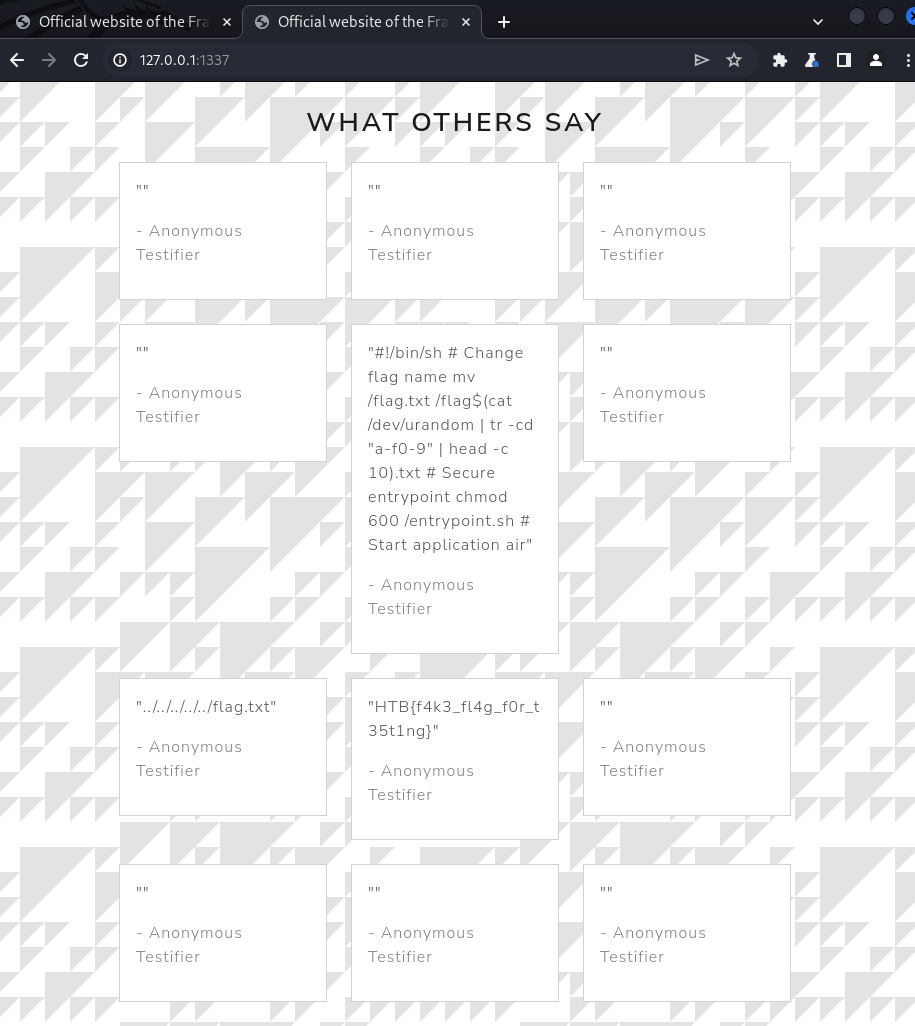 Official website of the Fra
Official website of the Fra
127.0.0.1:1337
WHAT OTHERS SAY
""
- Anonymous
Testifier
""
- Anonymous
Testifier
""
- Anonymous
Testifier
""
- Anonymous
Testifier
"#!/bin/sh # Change
flag name mv
/flag.txt /flag$(cat
/dev/urandom | tr -cd
"a-f0-9" | head -c
10).txt # Secure
entrypoint chmod
600 /entrypoint.sh #
Start application air"
- Anonymous
Testifier
""
- Anonymous
Testifier
"../../../../../flag.txt"
- Anonymous
Testifier
"HTB{f4k3_fl4g_f0r_t
35t1ng}"
- Anonymous
Testifier
""
- Anonymous
Testifier
""
- Anonymous
Testifier
""
- Anonymous
Testifier
""
- Anonymous
Testifier